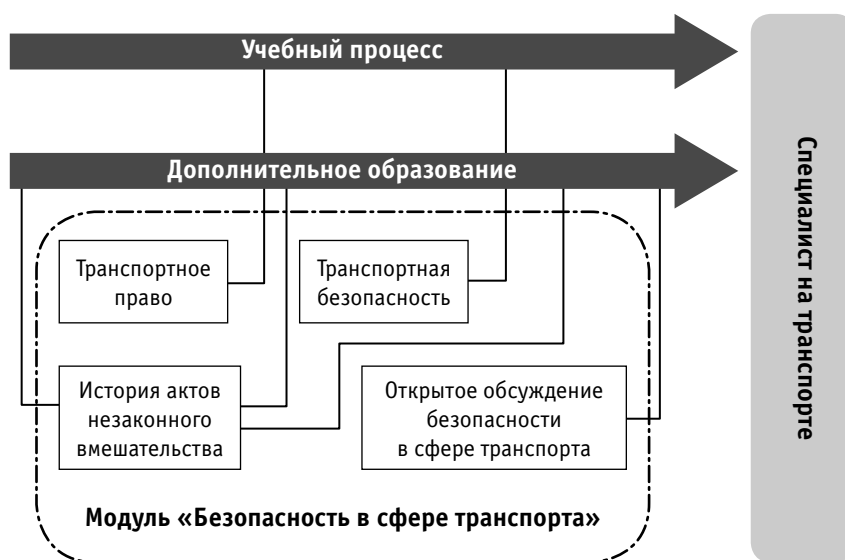 Учебный процесс
Дополнительное образование
Транспортное
право
Транспортная
безопасность
История актов
незаконного
вмешательства
Открытое обсуждение
безопасности
в сфере транспорта
Модуль «Безопасность в сфере транспорта»
Специалист на транспорте